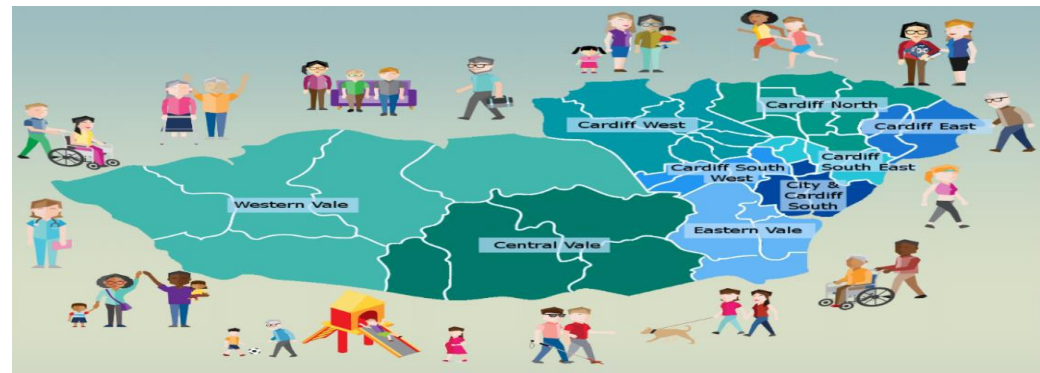 Cardiff North
Cardiff West
Cardiff East
Cardiff
South East
Cardiff South
West
City &
Cardiff
South
Western Vale
Eastern Vale
Central Vale